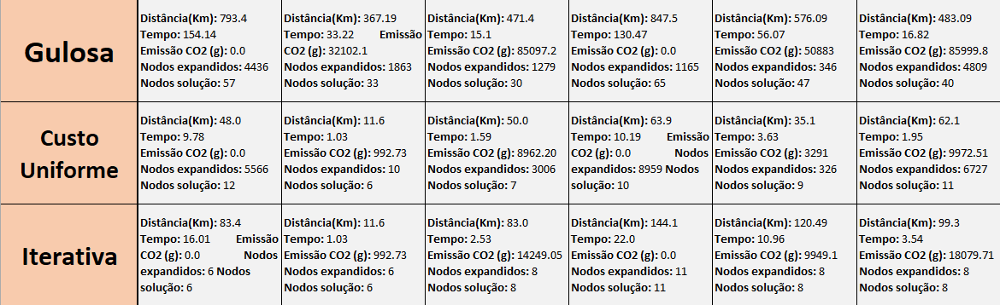 Gulosa
Distância(Km): 793.4
Tempo: 154.14
Emissão CO2 (g): 0.0
Nodos expandidos: 4436
Nodos solução: 57
Distância(Km): 367.19
Tempo: 33.22 Emissão
CO2 (g): 32102.1
Nodos expandidos: 1863
Nodos solução: 33
Distância(Km): 471.4
Tempo: 15.1
Emissão CO2 (g): 85097.2
Nodos expandidos: 1279
Nodos solução: 30
Distância(Km): 847.5
Tempo: 130.47
Emissão CO2 (g): 0.0
Nodos expandidos: 1165
Nodos solução: 65
Distância(Km): 576.09
Tempo: 56.07
Emissão CO2 (g): 50883
Nodos expandidos: 346
Nodos solução: 47
Distância(Km): 483.09
Tempo: 16.82
Emissão CO2 (g): 85999.8
Nodos expandidos: 4809
Nodos solução: 40
Custo
Uniforme
Distância(Km): 48.0
Tempo: 9.78
Emissão CO2 (g): 0.0
Nodos expandidos: 5566
Nodos solução: 12
Distância(Km): 11.6
Tempo: 1.03
Emissão CO2 (g): 992.73
Nodos expandidos: 10
Nodos solução: 6
Distância(Km): 50.0
Tempo: 1.59
Emissão CO2 (g): 8962.20
Nodos expandidos: 3006
Nodos solução: 7
Distância(Km): 63.9
Tempo: 10.19 Emissão
CO2 (g): 0.0 Nodos
expandidos: 8959 Nodos
solução: 10
Distância(Km): 35.1
Tempo: 3.63
Emissão CO2 (g): 3291
Nodos expandidos: 326
Nodos solução: 9
Distância(Km): 62.1
Tempo: 1.95
Emissão CO2 (g): 9972.51
Nodos expandidos: 6727
Nodos solução: 11
Iterativa
Distância(Km): 83.4
Tempo: 16.01 Emissão
CO2 (g): 0.0 Nodos
expandidos: 6 Nodos
solução: 6
Distância(Km): 11.6
Tempo: 1.03
Emissão CO2 (g): 992.73
Nodos expandidos: 6
Nodos solução: 6
Distância(Km): 83.0
Tempo: 2.53
Emissão CO2 (g): 14249.05
Nodos expandidos: 8
Nodos solução: 8
Distância(Km): 144.1
Tempo: 22.0
Emissão CO2 (g): 0.0
Nodos expandidos: 11
Nodos solução: 11
Distância(Km): 120.49
Tempo: 10.96
Emissão CO2 (g): 9949.1
Nodos expandidos: 8
Nodos solução: 8
Distância(Km): 99.3
Tempo: 3.54
Emissão CO2 (g): 18079.71
Nodos expandidos: 8
Nodos solução: 8